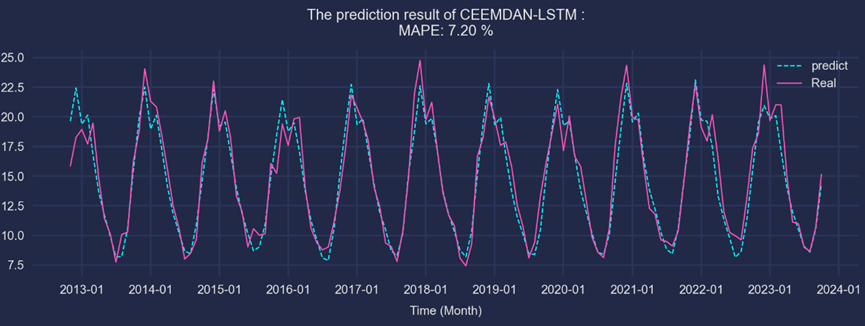 The prediction result of CEEMDAN-LSTM :
MAPE: 7.20 %
25.0
22.5
20.0
17.5
15.0
12.5
10.0
7.5
predict
Real
2013-01 2014-01 2015-01 2016-01 2017-01 2018-01 2019-01 2020-01 2021-01 2022-01 2023-01 2024-01
Time (Month)